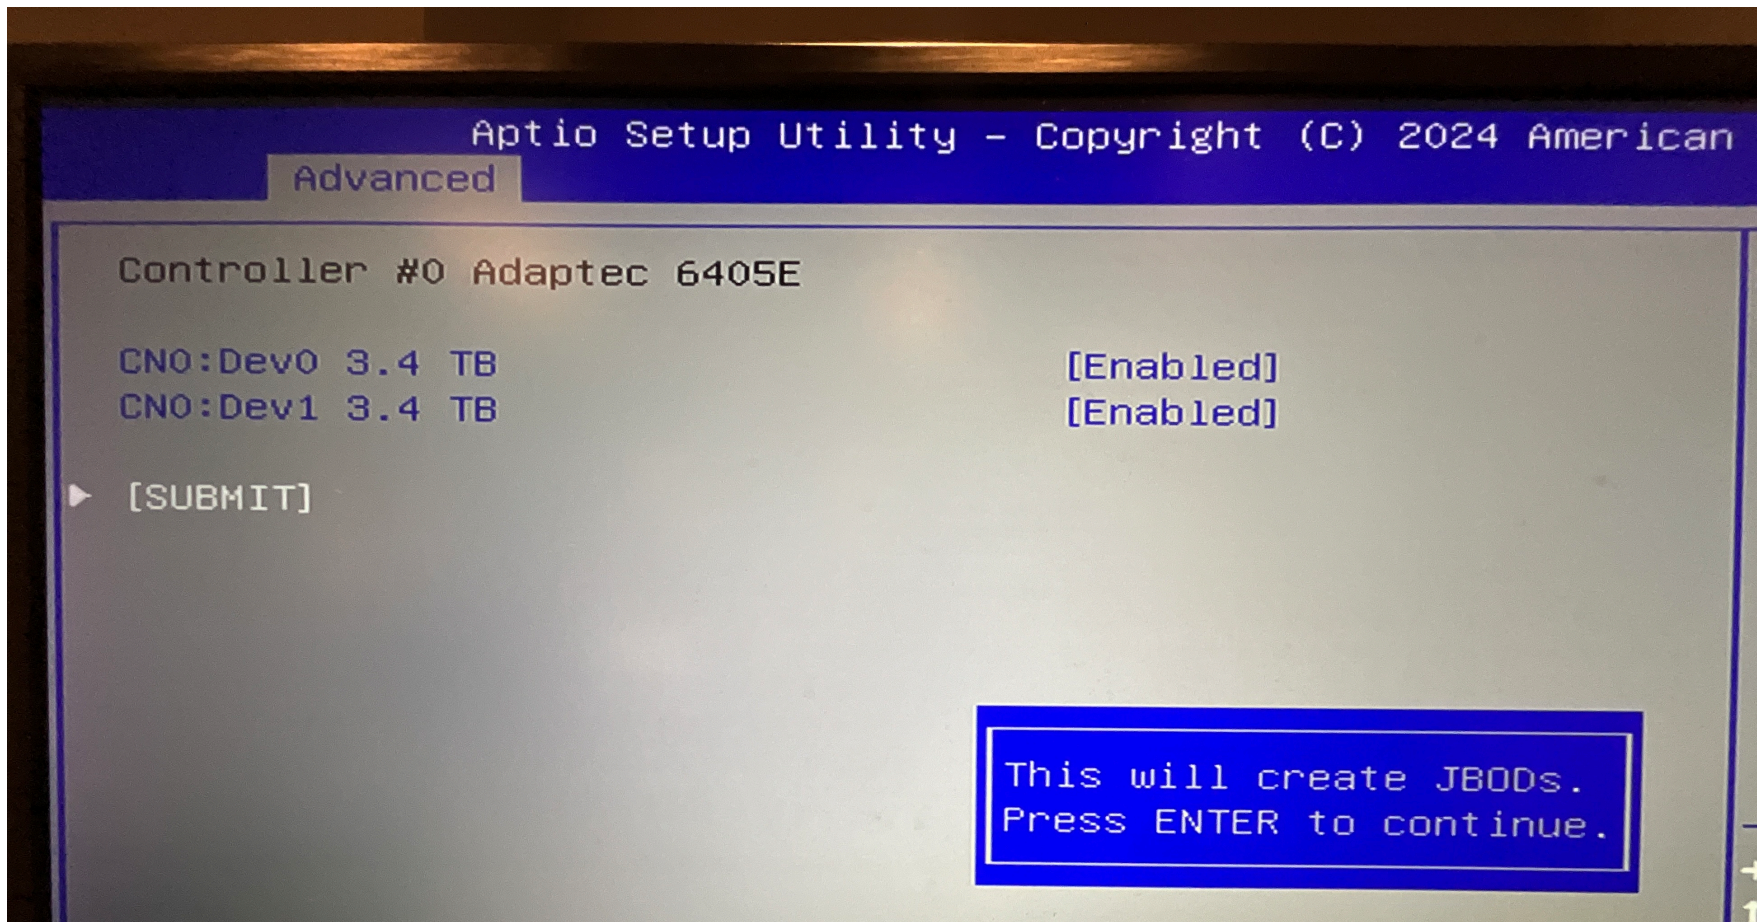 Aptio Setup Utility – Copyright (C) 2024 American
Advanced
Controller #0 Adaptec 6405E
CN0:Dev0 3.4 TB [Enabled]
CN0:Dev1 3.4 TB [Enabled]
[SUBMIT]
This will create JBODs.
Press ENTER to continue.